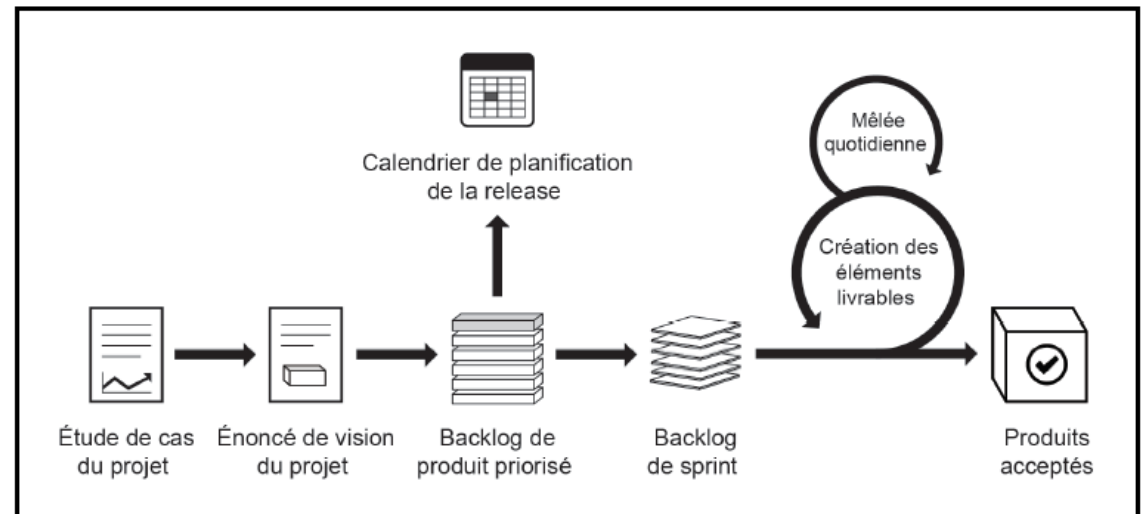 Calendrier de planification
de la release
Mêlée
quotidienne
Création des
éléments
livrables
Étude de cas
du projet
Énoncé de vision
du projet
Backlog de
produit priorisé
Backlog
de sprint
Produits
acceptés